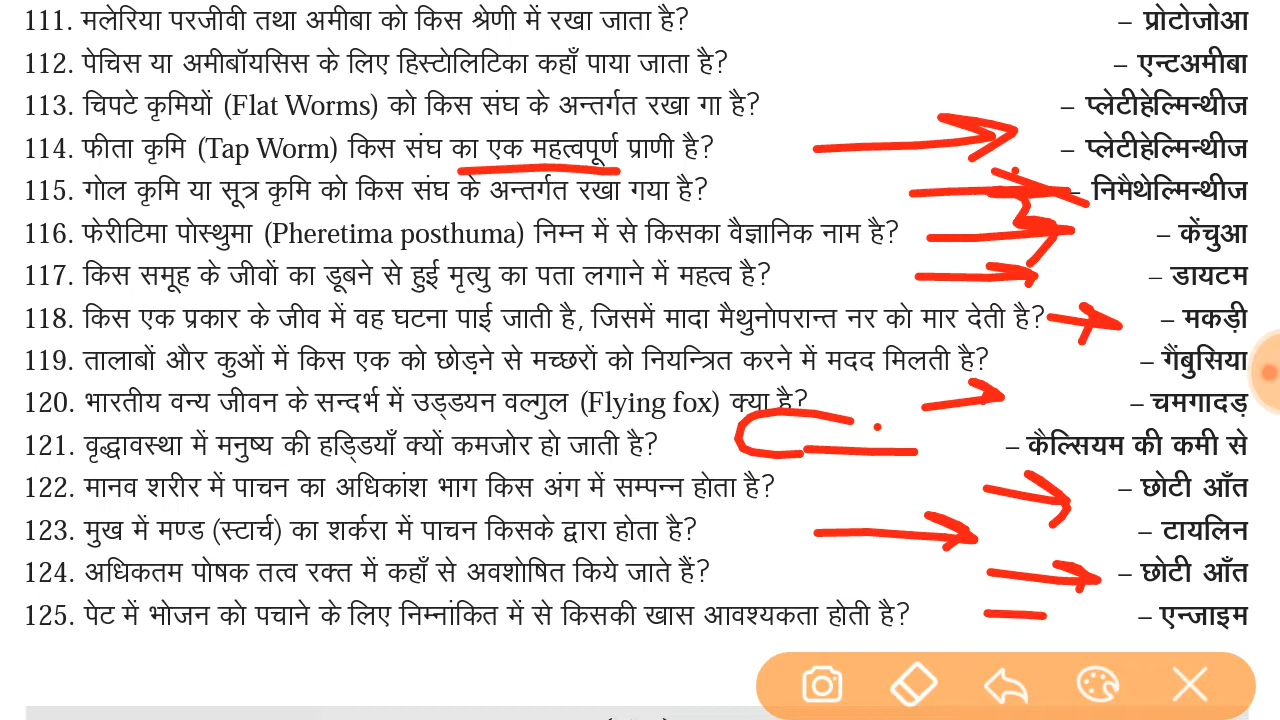 111. मलेरिया परजीवी तथा अमीबा को किस श्रेणी में रखा जाता है? – प्रोटोजोआ
112. पेचिस या अमीबॉयसिस के लिए हिस्टोलिटिका कहाँ पाया जाता है? – एन्टअमीबा
113. चिपटे कृमियों (Flat Worms) को किस संघ के अन्तर्गत रखा गा है? – प्लेटीहेल्मिन्थीज
114. फीता कृमि (Tap Worm) किस संघ का एक महत्वपूर्ण प्राणी है? – प्लेटीहेल्मिन्थीज
115. गोल कृमि या सूत्र कृमि को किस संघ के अन्तर्गत रखा गया है? – निमैथेल्मिन्थीज
116. फेरीटिमा पोस्थुमा (Pheretima posthuma) निम्न में से किसका वैज्ञानिक नाम है? – केंचुआ
117. किस समूह के जीवों का डूबने से हुई मृत्यु का पता लगाने में महत्व है? – डायटम
118. किस एक प्रकार के जीव में वह घटना पाई जाती है, जिसमें मादा मैथुनोपरान्त नर को मार देती है? – मकड़ी
119. तालाबों और कुओं में किस एक को छोड़ने से मच्छरों को नियन्त्रित करने में मदद मिलती है? – गैंबुसिया
120. भारतीय वन्य जीवन के सन्दर्भ में उड्डयन वल्गुल (Flying fox) क्या है? – चमगादड़
121. वृद्धावस्था में मनुष्य की हड्डियाँ क्यों कमजोर हो जाती है? – कैल्सियम की कमी से
122. मानव शरीर में पाचन का अधिकांश भाग किस अंग में सम्पन्न होता है? – छोटी आँत
123. मुख में मण्ड (स्टार्च) का शर्करा में पाचन किसके द्वारा होता है? – टायलिन
124. अधिकतम पोषक तत्व रक्त में कहाँ से अवशोषित किये जाते हैं? – छोटी आँत
125. पेट में भोजन को पचाने के लिए निम्नांकित में से किसकी खास आवश्यकता होती है? – एन्जाइम